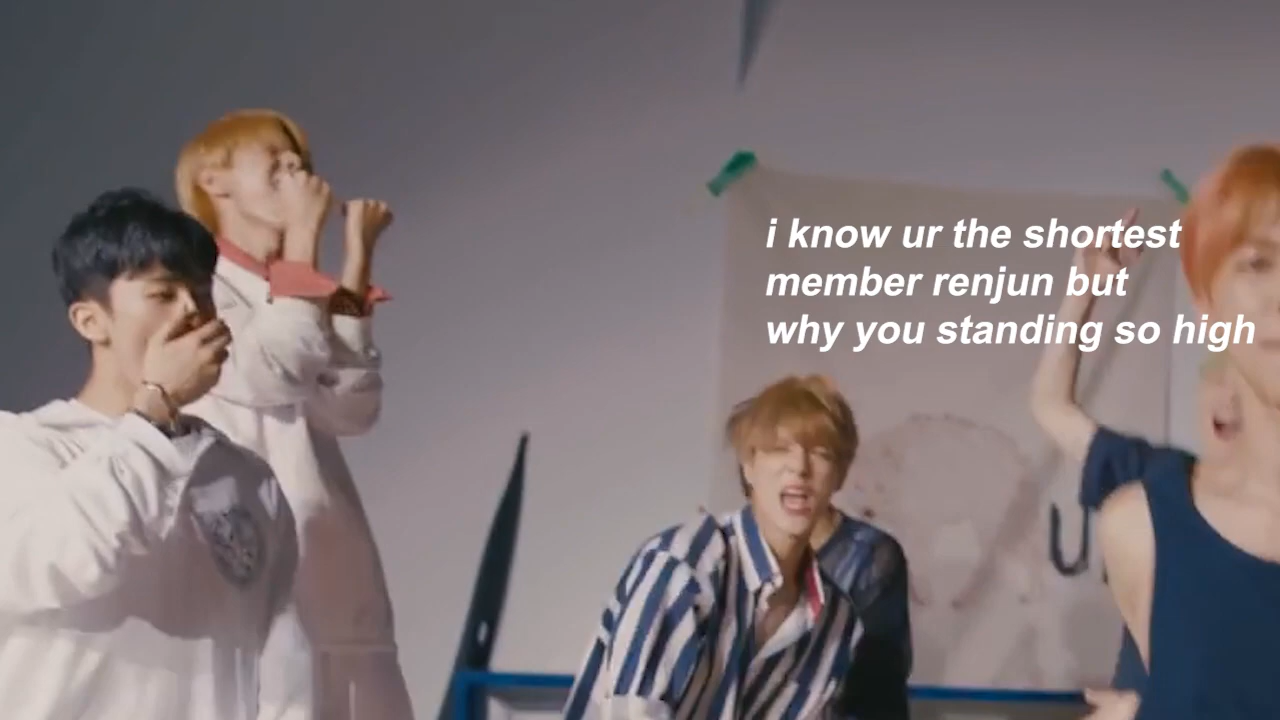 i know ur the shortest
member renjun but
why you standing so high